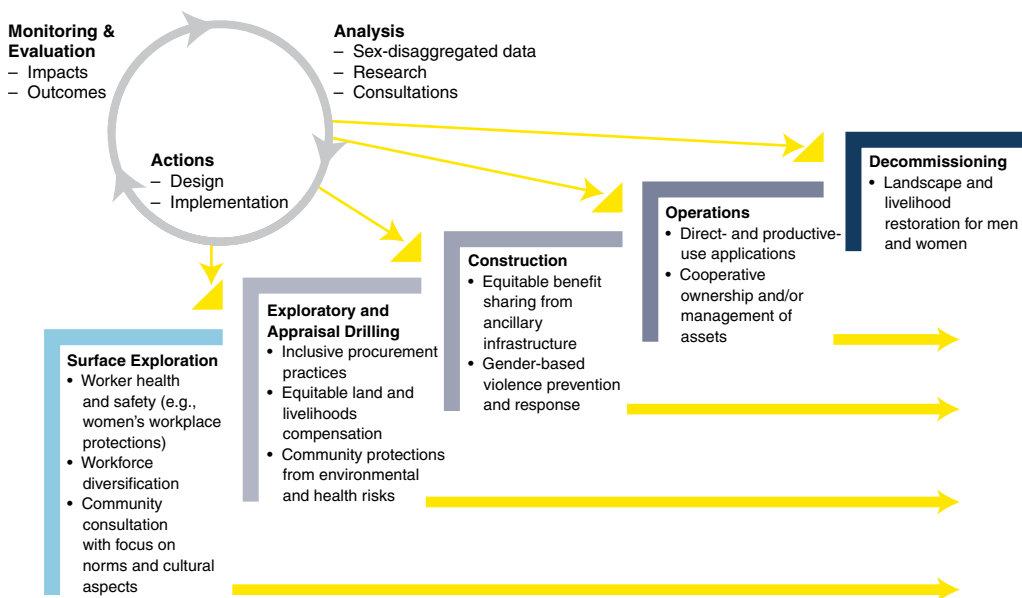 Monitoring &
Evaluation
– Impacts
– Outcomes
Analysis
– Sex-disaggregated data
– Research
– Consultations
Actions
– Design
– Implementation
Surface Exploration
• Worker health
and safety (e.g.,
women’s workplace
protections)
• Workforce
diversification
• Community
consultation
with focus on
norms and cultural
aspects
Exploratory and
Appraisal Drilling
• Inclusive procurement
practices
• Equitable land and
livelihoods
compensation
• Community protections
from environmental
and health risks
Construction
• Equitable benefit
sharing from
ancillary
infrastructure
• Gender-based
violence prevention
and response
Operations
• Direct- and productive-
use applications
• Cooperative
ownership and/or
management of
assets
Decommissioning
• Landscape and
livelihood
restoration for men
and women